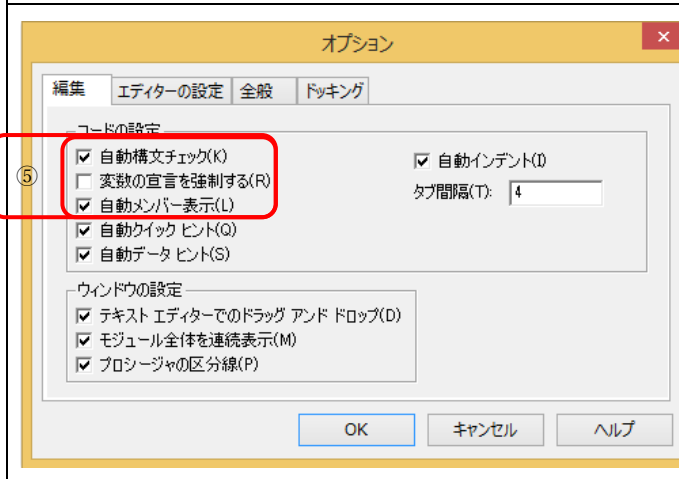 オプション
×
編集 エディターの設定 全般 ドッキング
コードの設定
自動構文チェック(K)
自動インデント(I)
⑤
変数の宣言を強制する(R)
タブ間隔(T): 4
自動メンバー表示(L)
自動クイック ヒント(Q)
自動データ ヒント(S)
ウィンドウの設定
テキスト エディターでのドラッグ アンド ドロップ(D)
モジュール全体を連続表示(M)
プロシージャの区分線(P)
OK キャンセル ヘルプ